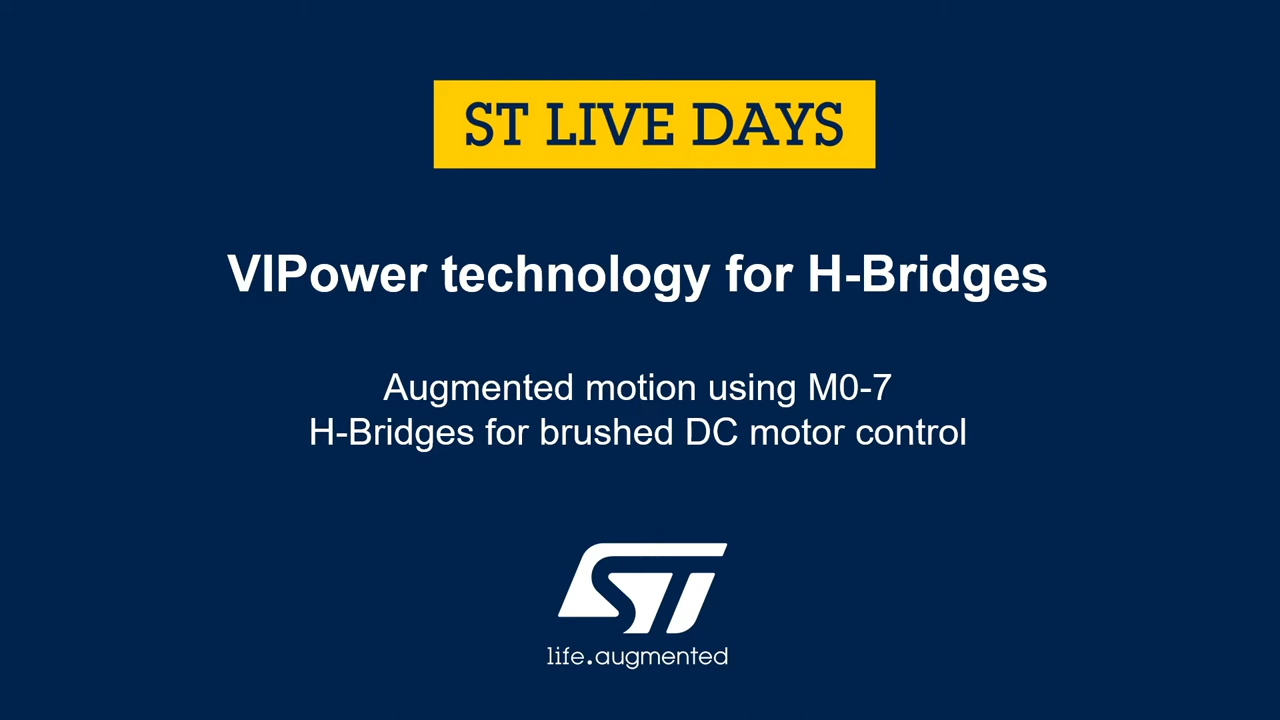 ST LIVE DAYS
VIPower technology for H-Bridges
Augmented motion using M0-7
H-Bridges for brushed DC motor control
ST
life.augmented